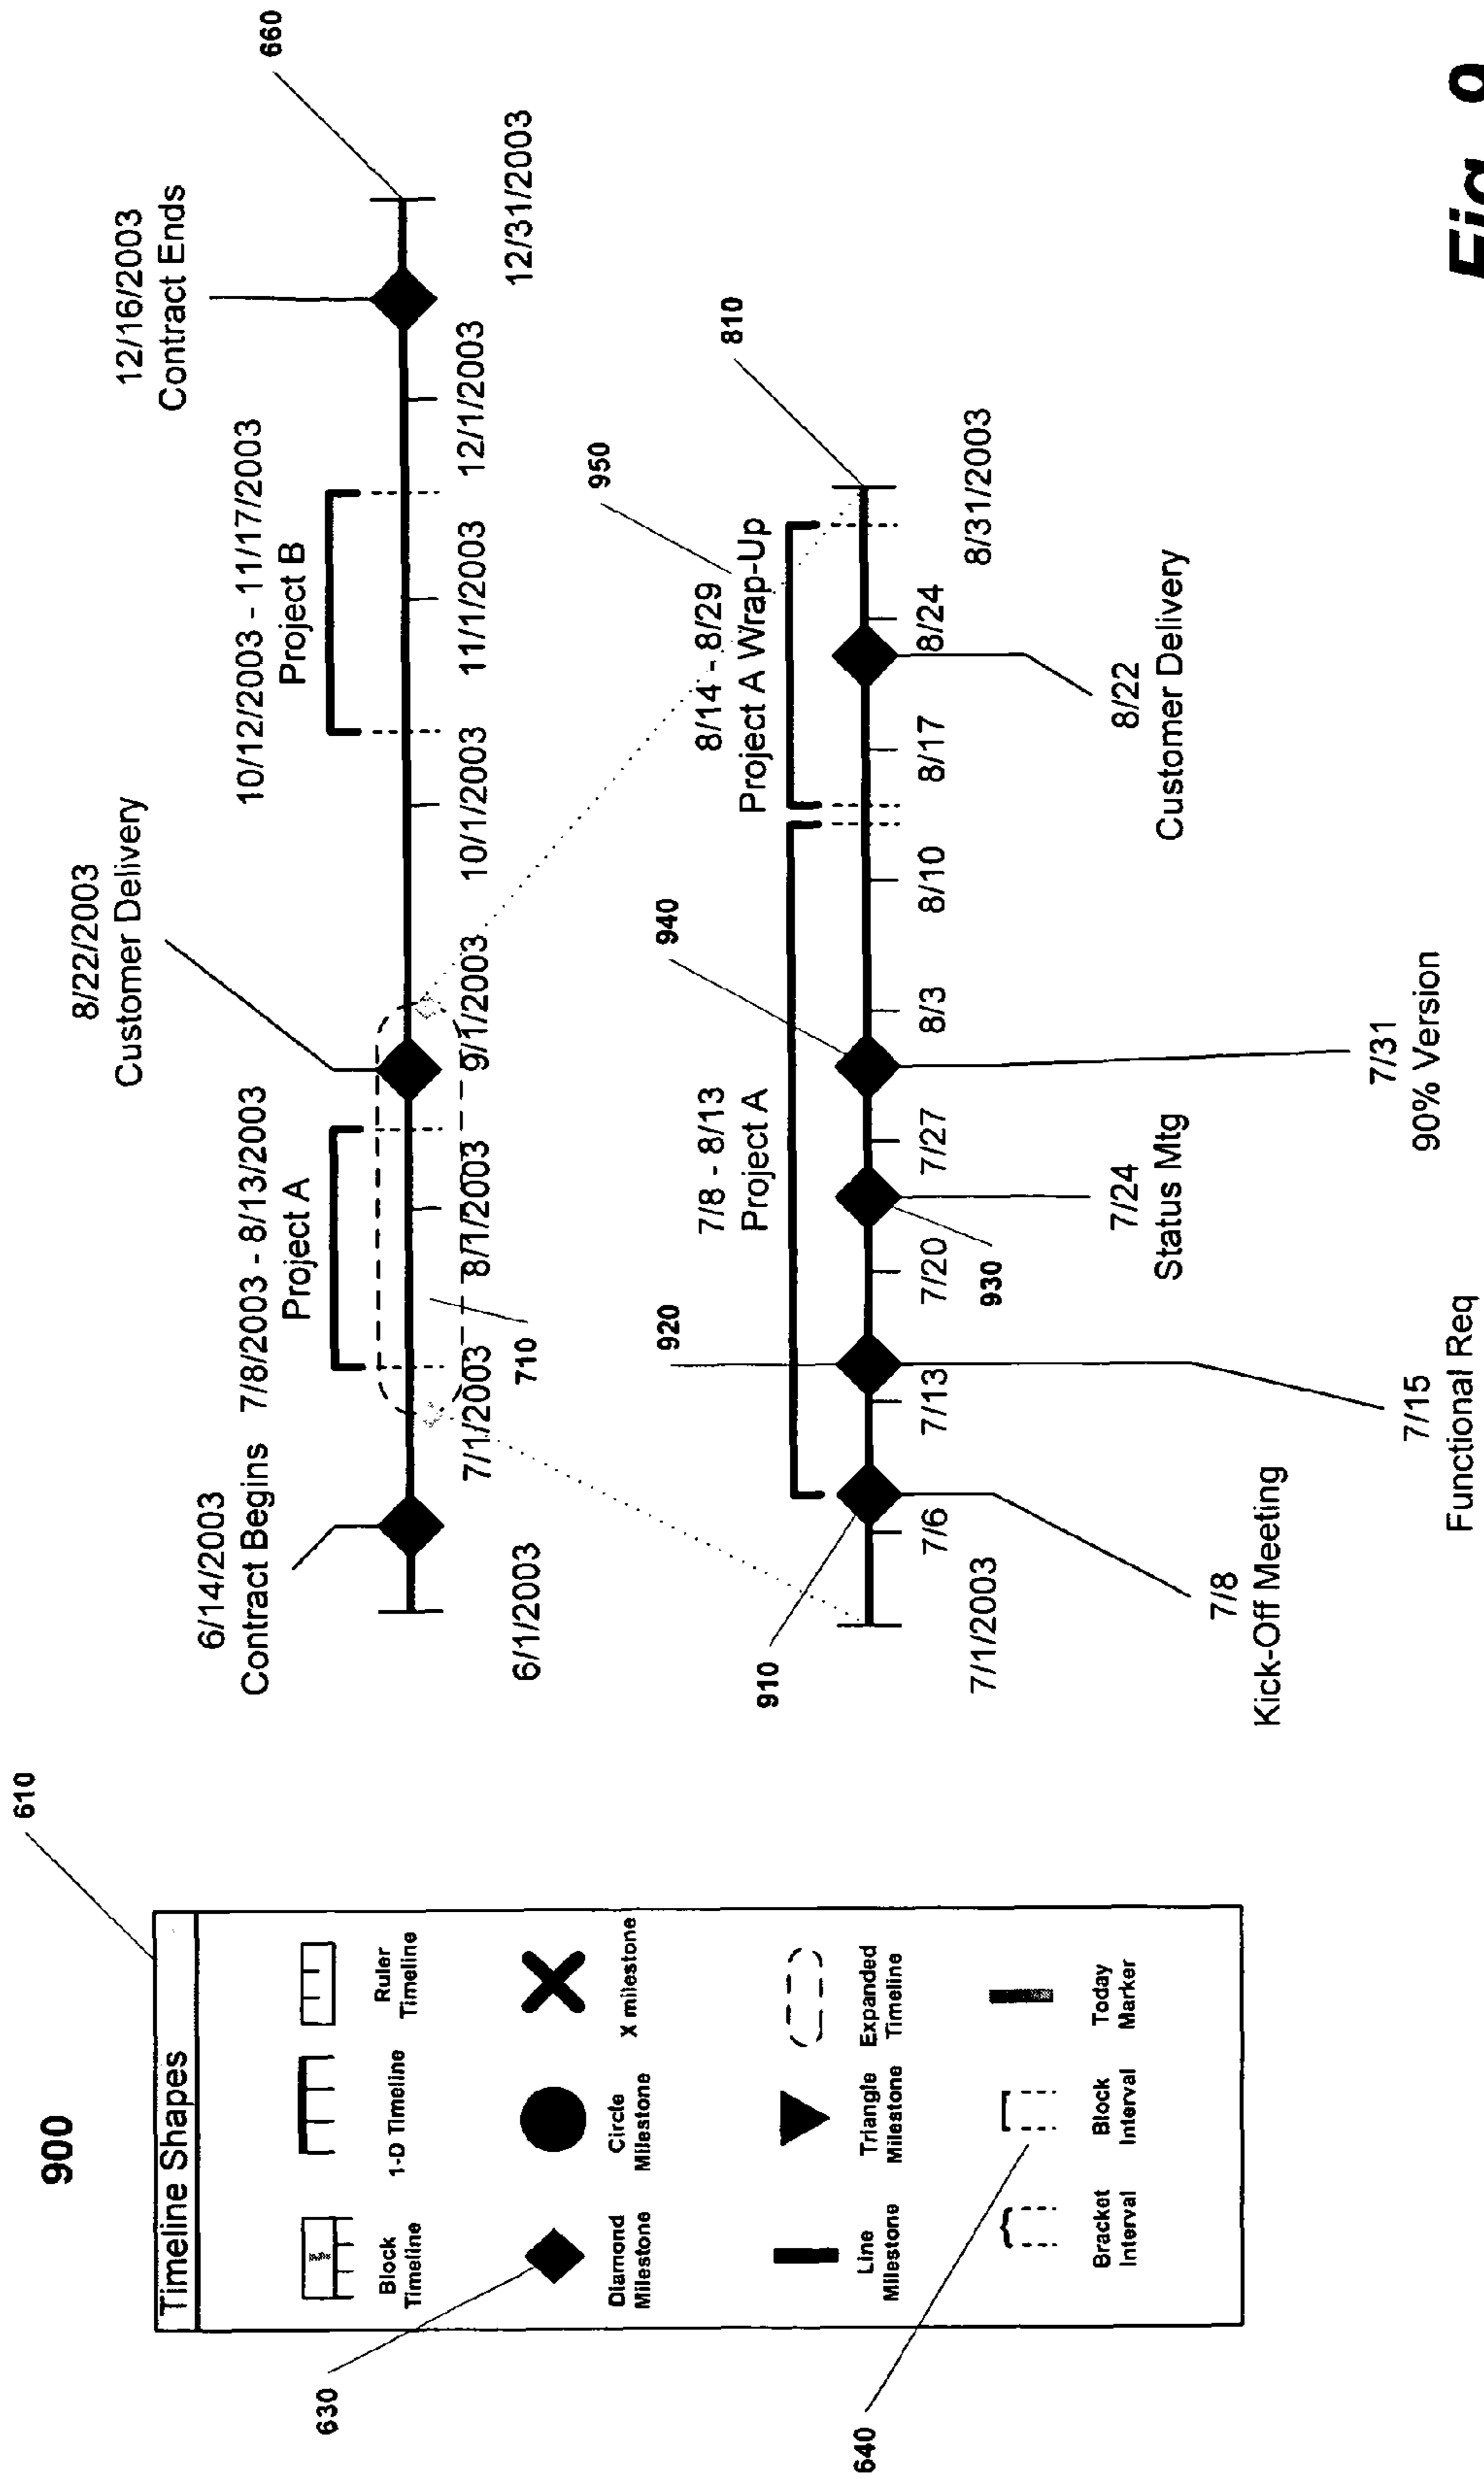 900
610
Timeline Shapes
Block
Timeline
1-D Timeline
Ruler
Timeline
630
Diamond
Milestone
Circle
Milestone
X milestone
Line
Milestone
Triangle
Milestone
Expanded
Timeline
640
Bracket
Interval
Block
Interval
Today
Marker
6/14/2003
Contract Begins
7/8/2003 - 8/13/2003
Project A
8/22/2003
Customer Delivery
10/12/2003 - 11/17/2003
Project B
12/16/2003
Contract Ends
660
6/1/2003
7/1/2003
8/1/2003
9/1/2003
10/1/2003
11/1/2003
12/1/2003
12/31/2003
710
910
920
7/8 - 8/13
Project A
940
8/14 - 8/29
Project A Wrap-Up
950
810
7/1/2003
7/6
7/13
7/20
7/27
8/3
8/10
8/17
8/24
8/31/2003
930
7/8
Kick-Off Meeting
7/15
Functional Req
7/24
Status Mtg
7/31
90% Version
8/22
Customer Delivery
Fig. 9